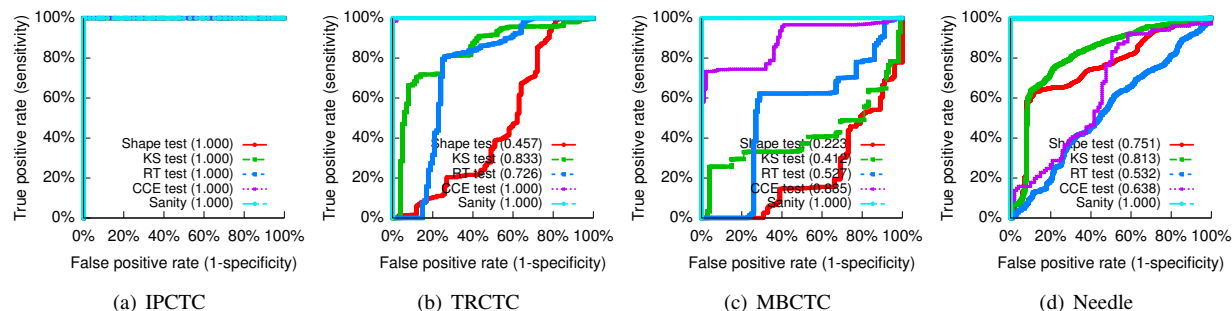 True positive rate (sensitivity)
100%
80%
60%
40%
20%
0%
Shape test (1.000)
KS test (1.000)
RT test (1.000)
CCE test (1.000)
Sanity (1.000)
0% 20% 40% 60% 80% 100%
False positive rate (1-specificity)
(a) IPCTC
True positive rate (sensitivity)
100%
80%
60%
40%
20%
0%
Shape test (0.457)
KS test (0.833)
RT test (0.726)
CCE test (1.000)
Sanity (1.000)
0% 20% 40% 60% 80% 100%
False positive rate (1-specificity)
(b) TRCTC
True positive rate (sensitivity)
100%
80%
60%
40%
20%
0%
Shape test (0.223
KS test
RT test
CCE test
Sanity (1.000)
0% 20% 40% 60% 80% 100%
False positive rate (1-specificity)
(c) MBCTC
True positive rate (sensitivity)
100%
80%
60%
40%
20%
0%
Shape test (0.751)
KS test (0.813)
RT test (0.532)
CCE test (0.638)
Sanity (1.000)
0% 20% 40% 60% 80% 100%
False positive rate (1-specificity)
(d) Needle